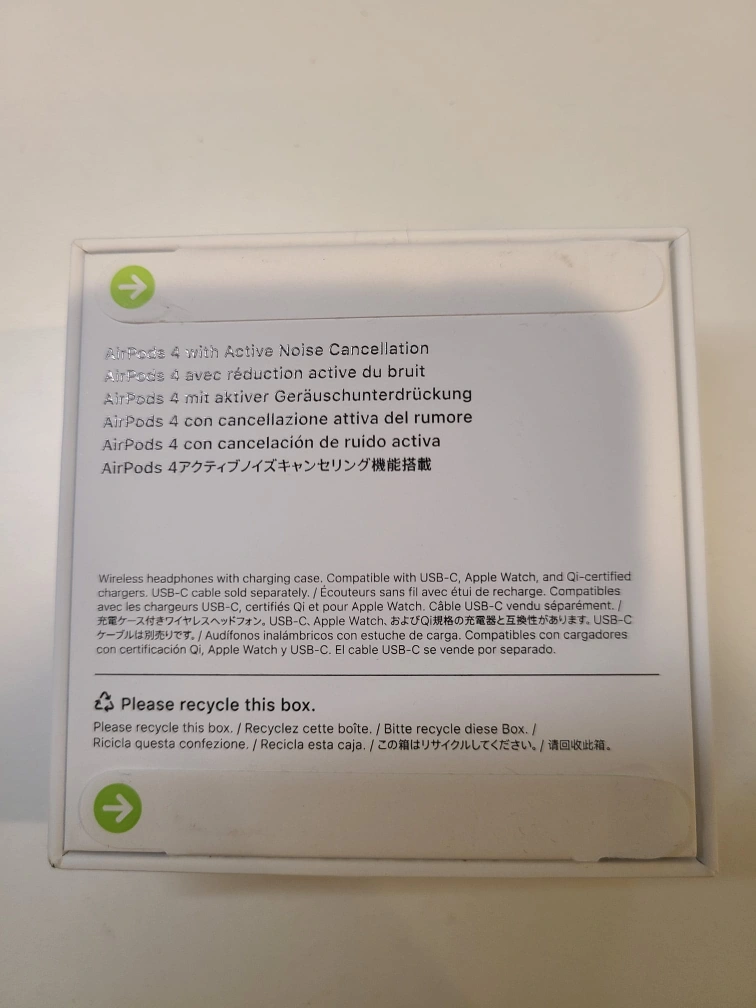 AirPods 4 with Active Noise Cancellation
AirPods 4 avec réduction active du bruit
AirPods 4 mit aktiver Geräuschunterdrückung
AirPods 4 con cancellazione attiva del rumore
AirPods 4 con cancelación de ruido activa
AirPods 4アクティブノイズキャンセリング機能搭載
Wireless headphones with charging case. Compatible with USB-C, Apple Watch, and Qi-certified
chargers. USB-C cable sold separately. / Écouteurs sans fil avec étui de recharge. Compatibles
avec les chargeurs USB-C, certifiés Qi et pour Apple Watch. Câble USB-C vendu séparément. /
充電ケース付きワイヤレスヘッドフォン。USB-C、Apple Watch、およびQi規格の充電器と互換性があります。USB-C
ケーブルは別売りです。/ Audífonos inalámbricos con estuche de carga. Compatibles con cargadores
con certificación Qi, Apple Watch y USB-C. El cable USB-C se vende por separado.
Please recycle this box.
Please recycle this box. / Recyclez cette boîte. / Bitte recycle diese Box. /
Ricicla questa confezione. / Recicla esta caja. / この箱はリサイクルしてください。/ 请回收此箱。